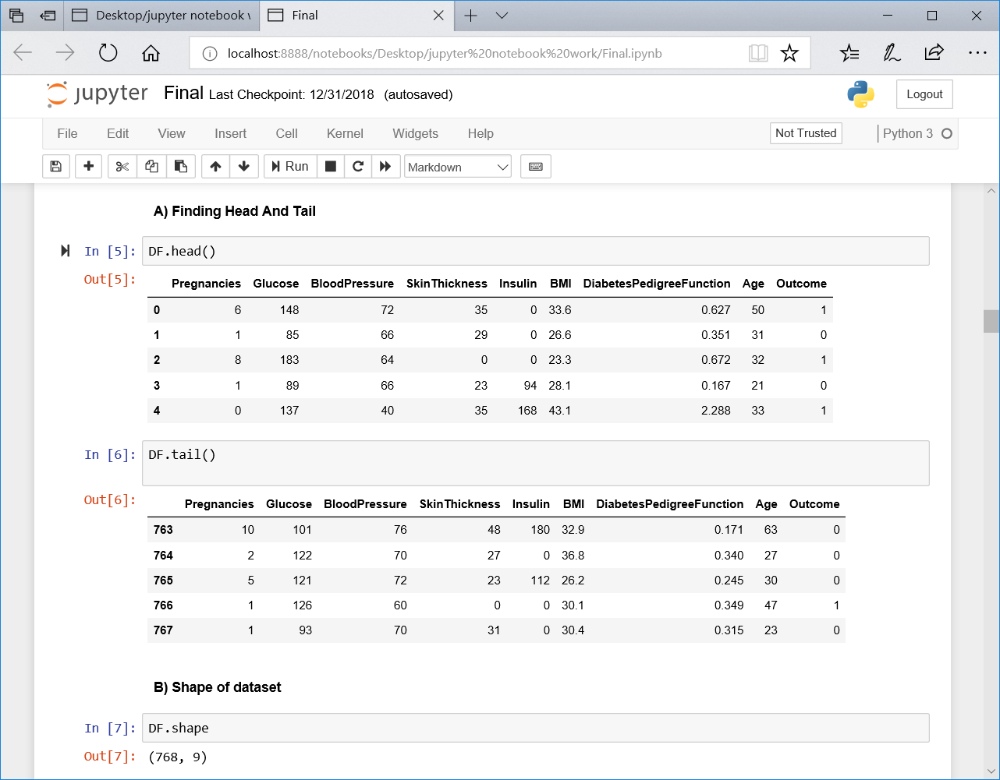 Desktop/jupyter notebook w
Final
localhost:8888/notebooks/Desktop/jupyter%20notebook%20work/Final.ipynb
jupyter Final Last Checkpoint: 12/31/2018 (autosaved)
Logout
File Edit View Insert Cell Kernel Widgets Help Not Trusted Python 3
Run Markdown
A) Finding Head And Tail
In [5]: DF.head()
Out[5]:
Pregnancies Glucose BloodPressure SkinThickness Insulin BMI DiabetesPedigreeFunction Age Outcome
0 6 148 72 35 0 33.6 0.627 50 1
1 1 85 66 29 0 26.6 0.351 31 0
2 8 183 64 0 0 23.3 0.672 32 1
3 1 89 66 23 94 28.1 0.167 21 0
4 0 137 40 35 168 43.1 2.288 33 1
In [6]: DF.tail()
Out[6]:
Pregnancies Glucose BloodPressure SkinThickness Insulin BMI DiabetesPedigreeFunction Age Outcome
763 10 101 76 48 180 32.9 0.171 63 0
764 2 122 70 27 0 36.8 0.340 27 0
765 5 121 72 23 112 26.2 0.245 30 0
766 1 126 60 0 0 30.1 0.349 47 1
767 1 93 70 31 0 30.4 0.315 23 0
B) Shape of dataset
In [7]: DF.shape
Out[7]: (768, 9)